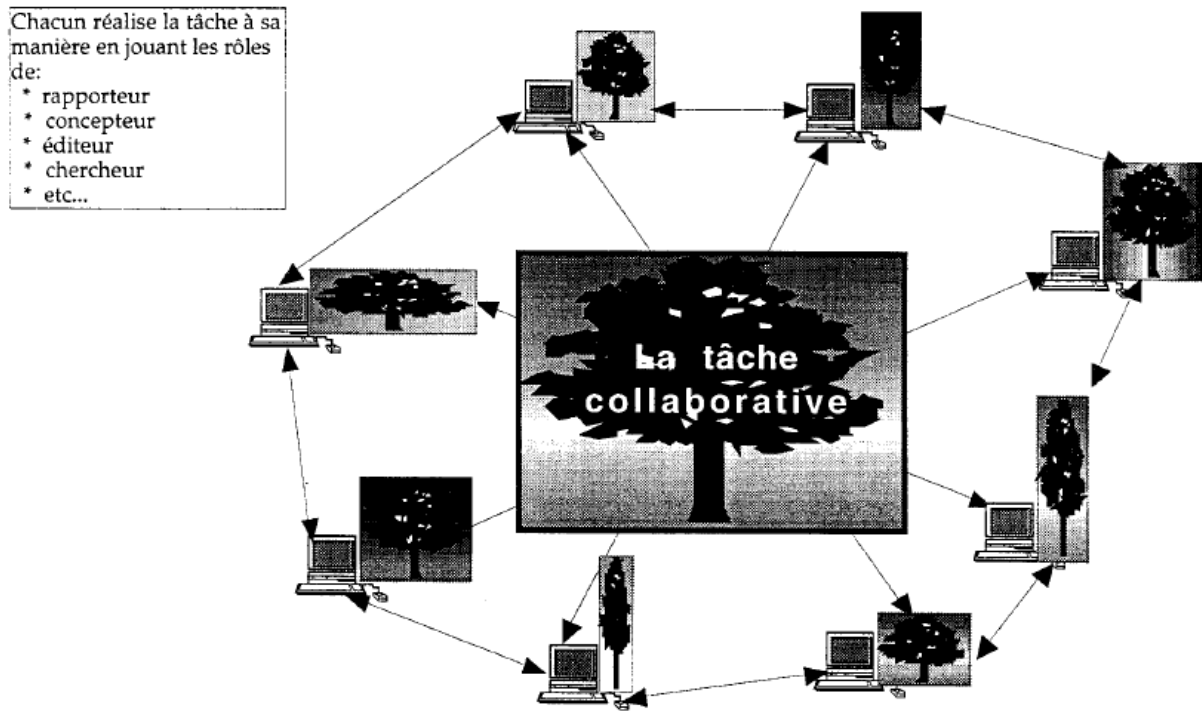 Chacun réalise la tâche à sa
manière en jouant les rôles
de:
* rapporteur
* concepteur
* éditeur
* chercheur
* etc...
La tâche
collaborative